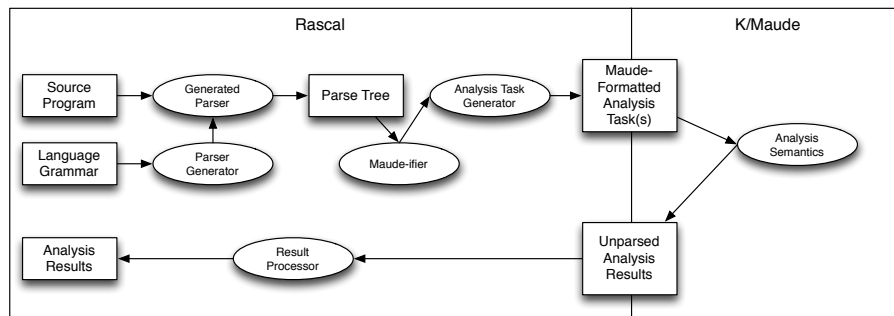 Rascal
K/Maude
Source
Program
Generated
Parser
Parse Tree
Analysis Task
Generator
Maude-
Formatted
Analysis
Task(s)
Language
Grammar
Parser
Generator
Maude-ifier
Analysis
Semantics
Analysis
Results
Result
Processor
Unparsed
Analysis
Results